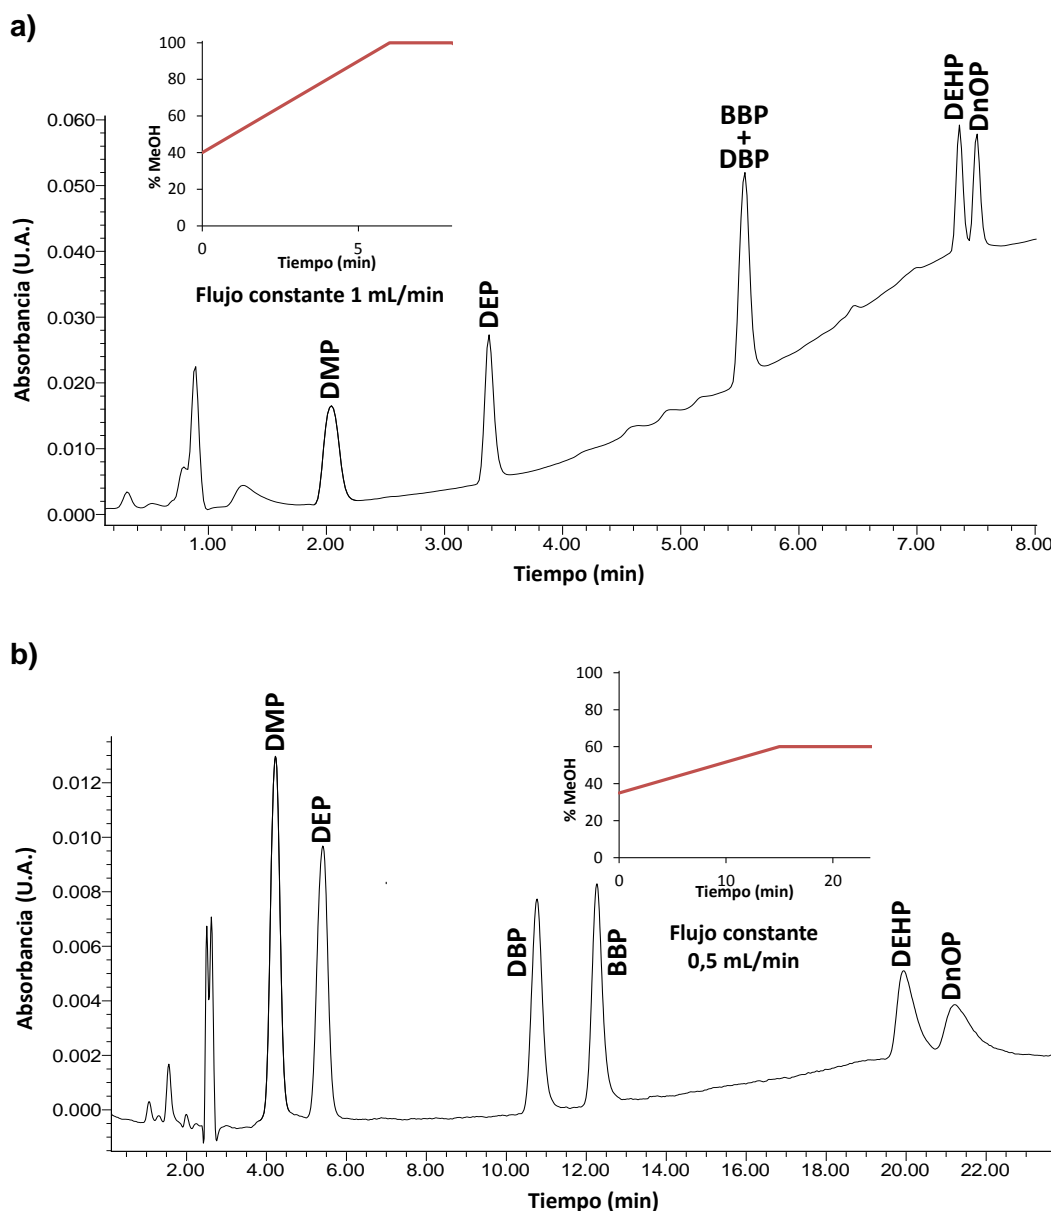 a)
100
80
60
40
20
0
% MeOH
0
5
Tiempo (min)
Flujo constante 1 mL/min
DMP
DEP
BBP
+
DBP
DEHP
DnOP
0.060
0.050
0.040
0.030
0.020
0.010
0.000
Absorbancia (U.A.)
1.00 2.00 3.00 4.00 5.00 6.00 7.00 8.00
Tiempo (min)
b)
100
80
60
40
20
0
% MeOH
0 10 20
Tiempo (min)
Flujo constante
0,5 mL/min
DMP
DEP
DBP
BBP
DEHP
DnOP
0.012
0.010
0.008
0.006
0.004
0.002
0.000
Absorbancia (U.A.)
2.00 4.00 6.00 8.00 10.00 12.00 14.00 16.00 18.00 20.00 22.00
Tiempo (min)